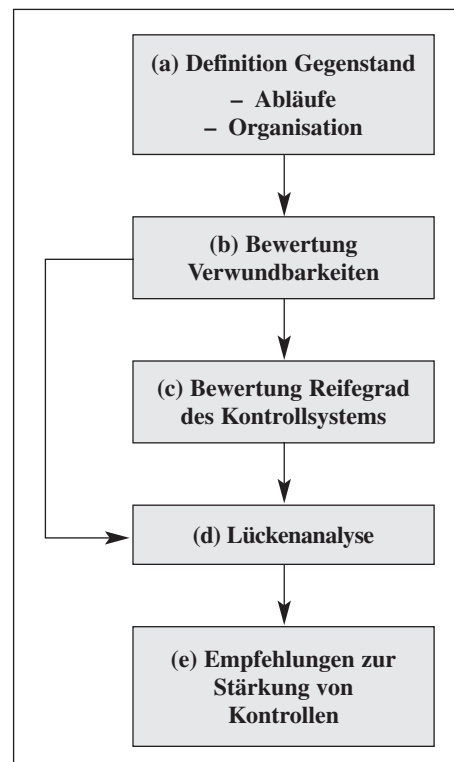 (a) Definition Gegenstand
– Abläufe
– Organisation
(b) Bewertung
Verwundbarkeiten
(c) Bewertung Reifegrad
des Kontrollsystems
(d) Lückenanalyse
(e) Empfehlungen zur
Stärkung von
Kontrollen